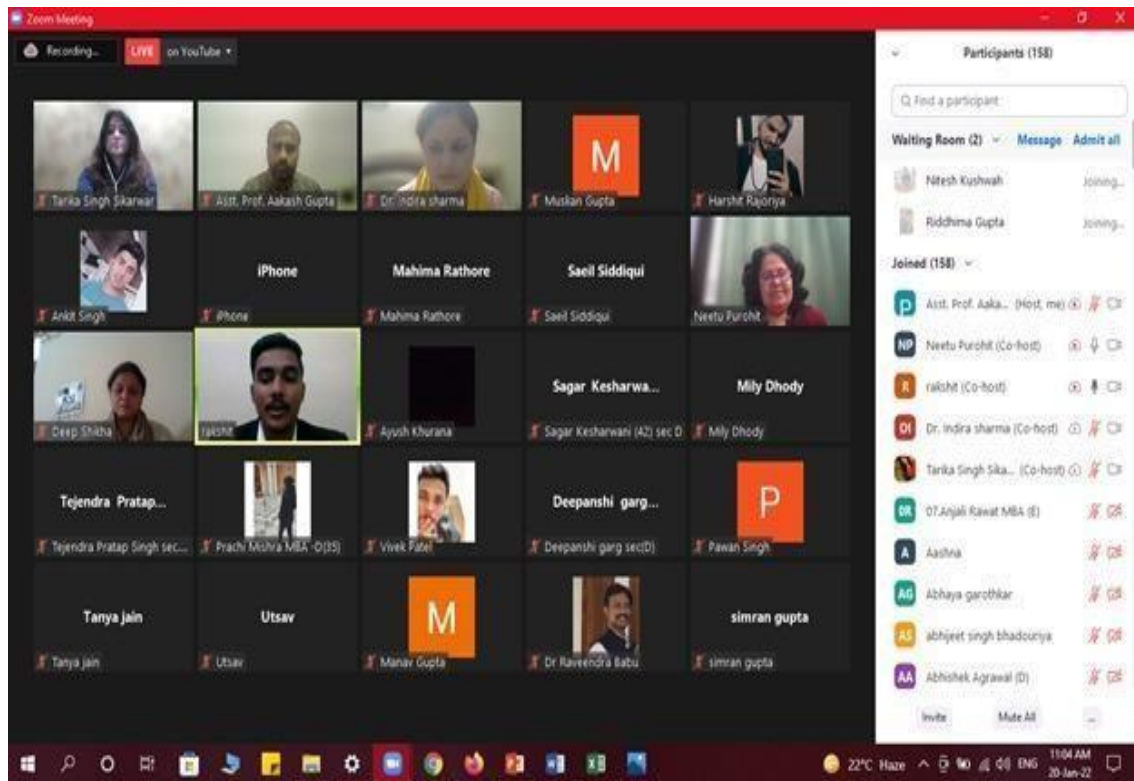 Zoom Meeting
Recording...
LIVE on YouTube
Tarika Singh Sikarwar
Asst. Prof. Aakash Gupta
Dr. Indira sharma
M
Muskan Gupta
Harshit Rajoriya
Ankit Singh
iPhone
iPhone
Mahima Rathore
Mahima Rathore
Saeil Siddiqui
Saeil Siddiqui
Neetu Purohit
Deep Shikha
rakshit
Ayush Khurana
Sagar Kesharwa...
Sagar Kesharwani (42) sec D
Mily Dhody
Mily Dhody
Tejendra Pratap...
Tejendra Pratap Singh sec...
Prachi Mishra MBA -D(35)
Vivek Patel
Deepanshi garg...
Deepanshi garg sec(D)
P
Pawan Singh
Tanya jain
Tanya jain
Utsav
Utsav
M
Manav Gupta
Dr Raveendra Babu
simran gupta
simran gupta
Participants (158)
Find a participant
Waiting Room (2) Message Admit all
Nitesh Kushwah Joining...
Riddhima Gupta Joining...
Joined (158)
Asst. Prof. Aaka... (Host, me)
NP Neetu Purohit (Co-host)
R rakshit (Co-host)
DI Dr. Indira sharma (Co-host)
Tarika Singh Sika... (Co-host)
07.Anjali Rawat MBA (E)
A Aashna
AG Abhaya garothkar
AS abhijeet singh bhadouriya
AA Abhishek Agrawal (D)
Invite Mute All ...
22°C Haze ENG 11:04 AM
20-Jan-22